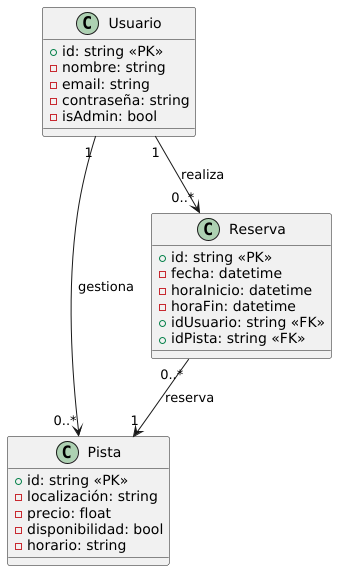 C Usuario
id: string «PK»
nombre: string
email: string
contraseña: string
isAdmin: bool
1
1
realiza
0..*
C Reserva
id: string «PK»
fecha: datetime
horaInicio: datetime
horaFin: datetime
idUsuario: string «FK»
idPista: string «FK»
gestiona
0..*
reserva
0..*
1
C Pista
id: string «PK»
localización: string
precio: float
disponibilidad: bool
horario: string